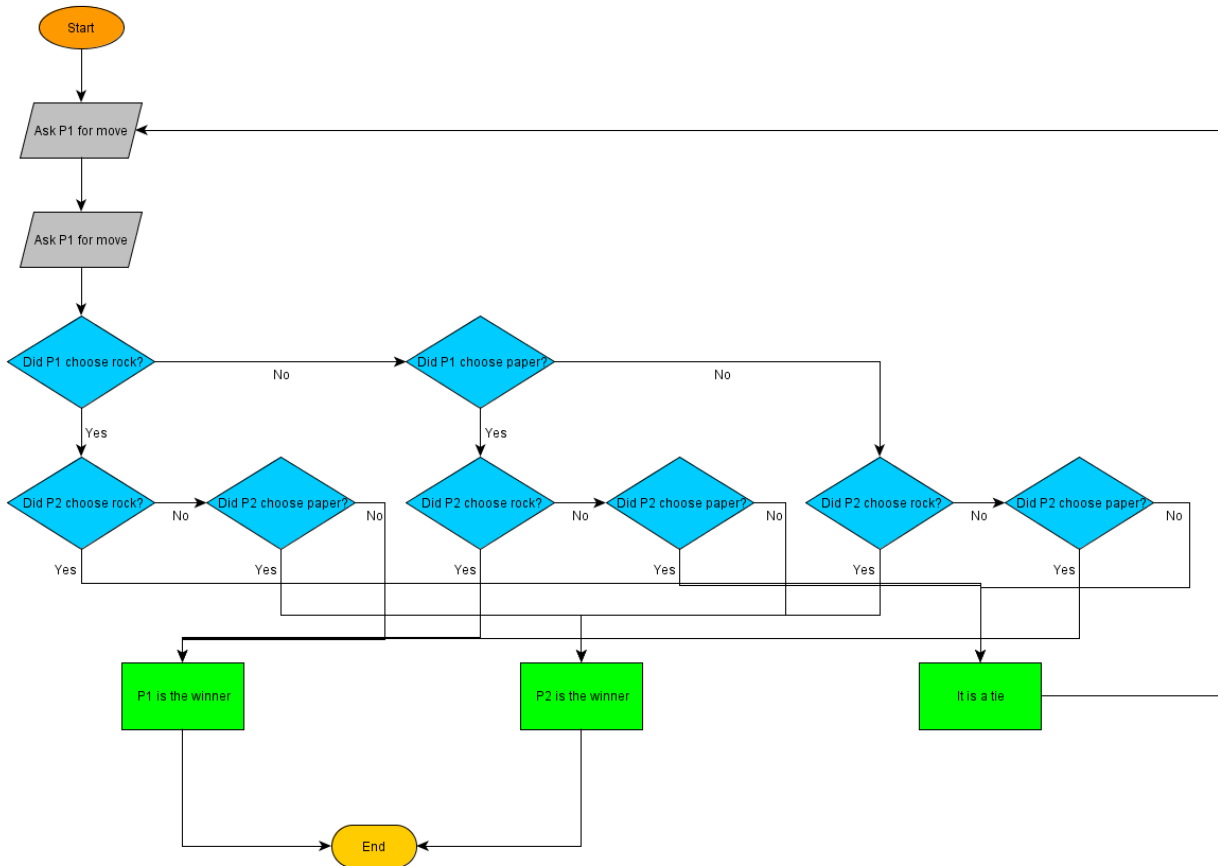 Start
Ask P1 for move
Ask P1 for move
Did P1 choose rock?
No
Did P1 choose paper?
No
Yes
Yes
Did P2 choose rock?
No
Did P2 choose paper?
No
Did P2 choose rock?
No
Did P2 choose paper?
No
Did P2 choose rock?
No
Did P2 choose paper?
No
Yes
Yes
Yes
Yes
Yes
Yes
P1 is the winner
P2 is the winner
It is a tie
End